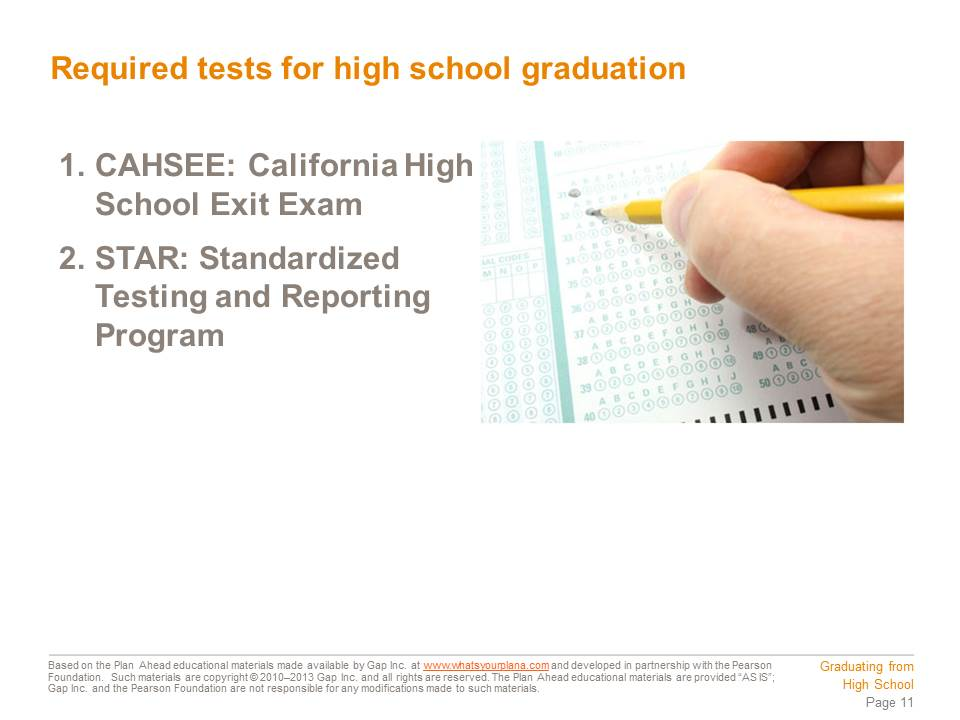 Required tests for high school graduation
1. CAHSEE: California High
School Exit Exam
2. STAR: Standardized
Testing and Reporting
Program
Based on the Plan Ahead educational materials made available by Gap Inc. at www.whatsyourplana.com and developed in partnership with the Pearson
Foundation. Such materials are copyright © 2010–2013 Gap Inc. and all rights are reserved. The Plan Ahead educational materials are provided "AS IS";
Gap Inc. and the Pearson Foundation are not responsible for any modifications made to such materials.
Graduating from
High School
Page 11